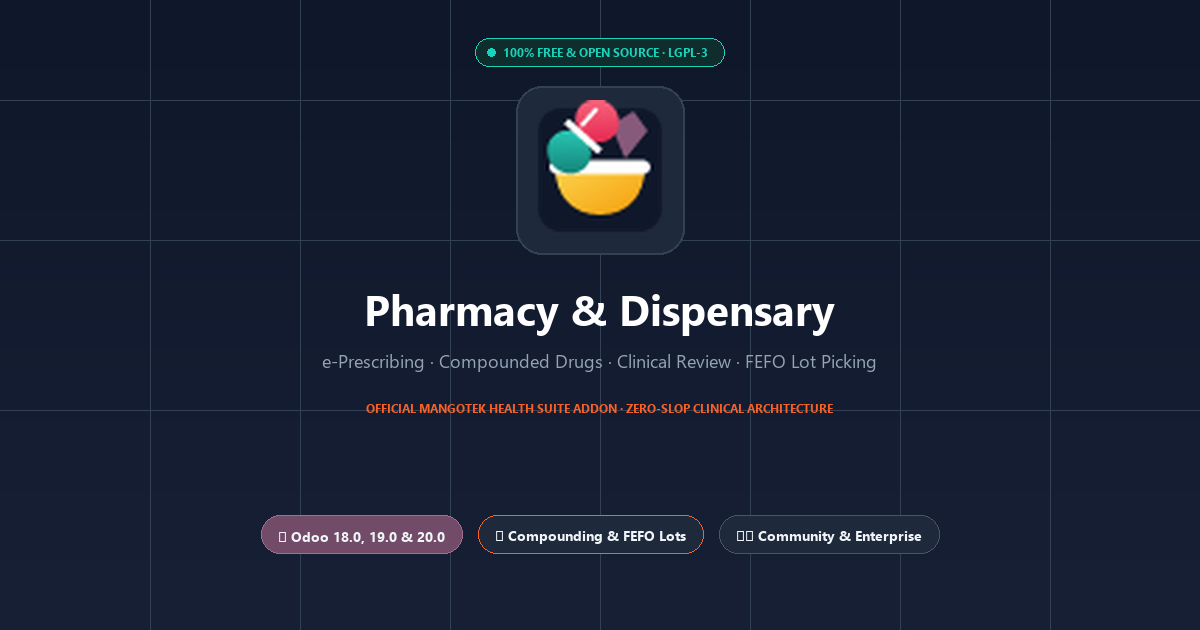 100% FREE & OPEN SOURCE · LGPL-3
Pharmacy & Dispensary
e-Prescribing · Compounded Drugs · Clinical Review · FEFO Lot Picking
OFFICIAL MANGOTEK HEALTH SUITE ADDON · ZERO-SLOP CLINICAL ARCHITECTURE
Odoo 18.0, 19.0 & 20.0
Compounding & FEFO Lots
Community & Enterprise